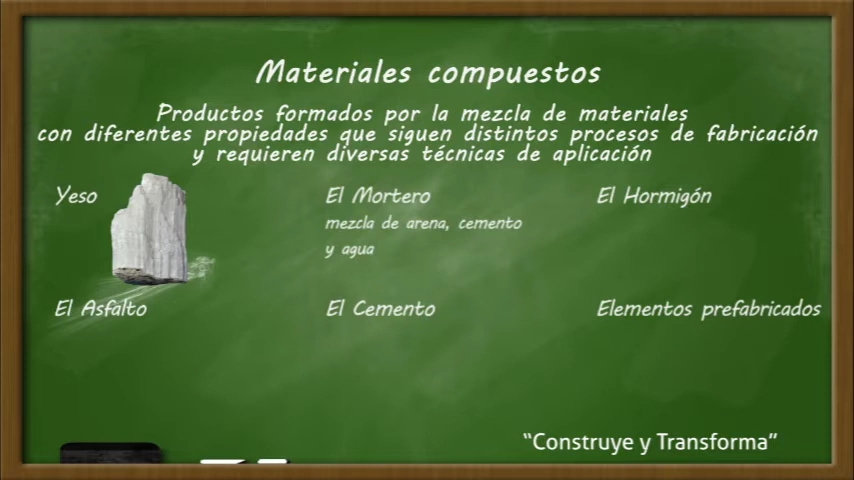 Materiales compuestos
Productos formados por la mezcla de materiales
con diferentes propiedades que siguen distintos procesos de fabricación
y requieren diversas técnicas de aplicación
Yeso
El Mortero
mezcla de arena, cemento
y agua
El Hormigón
El Asfalto
El Cemento
Elementos prefabricados
“Construye y Transforma”